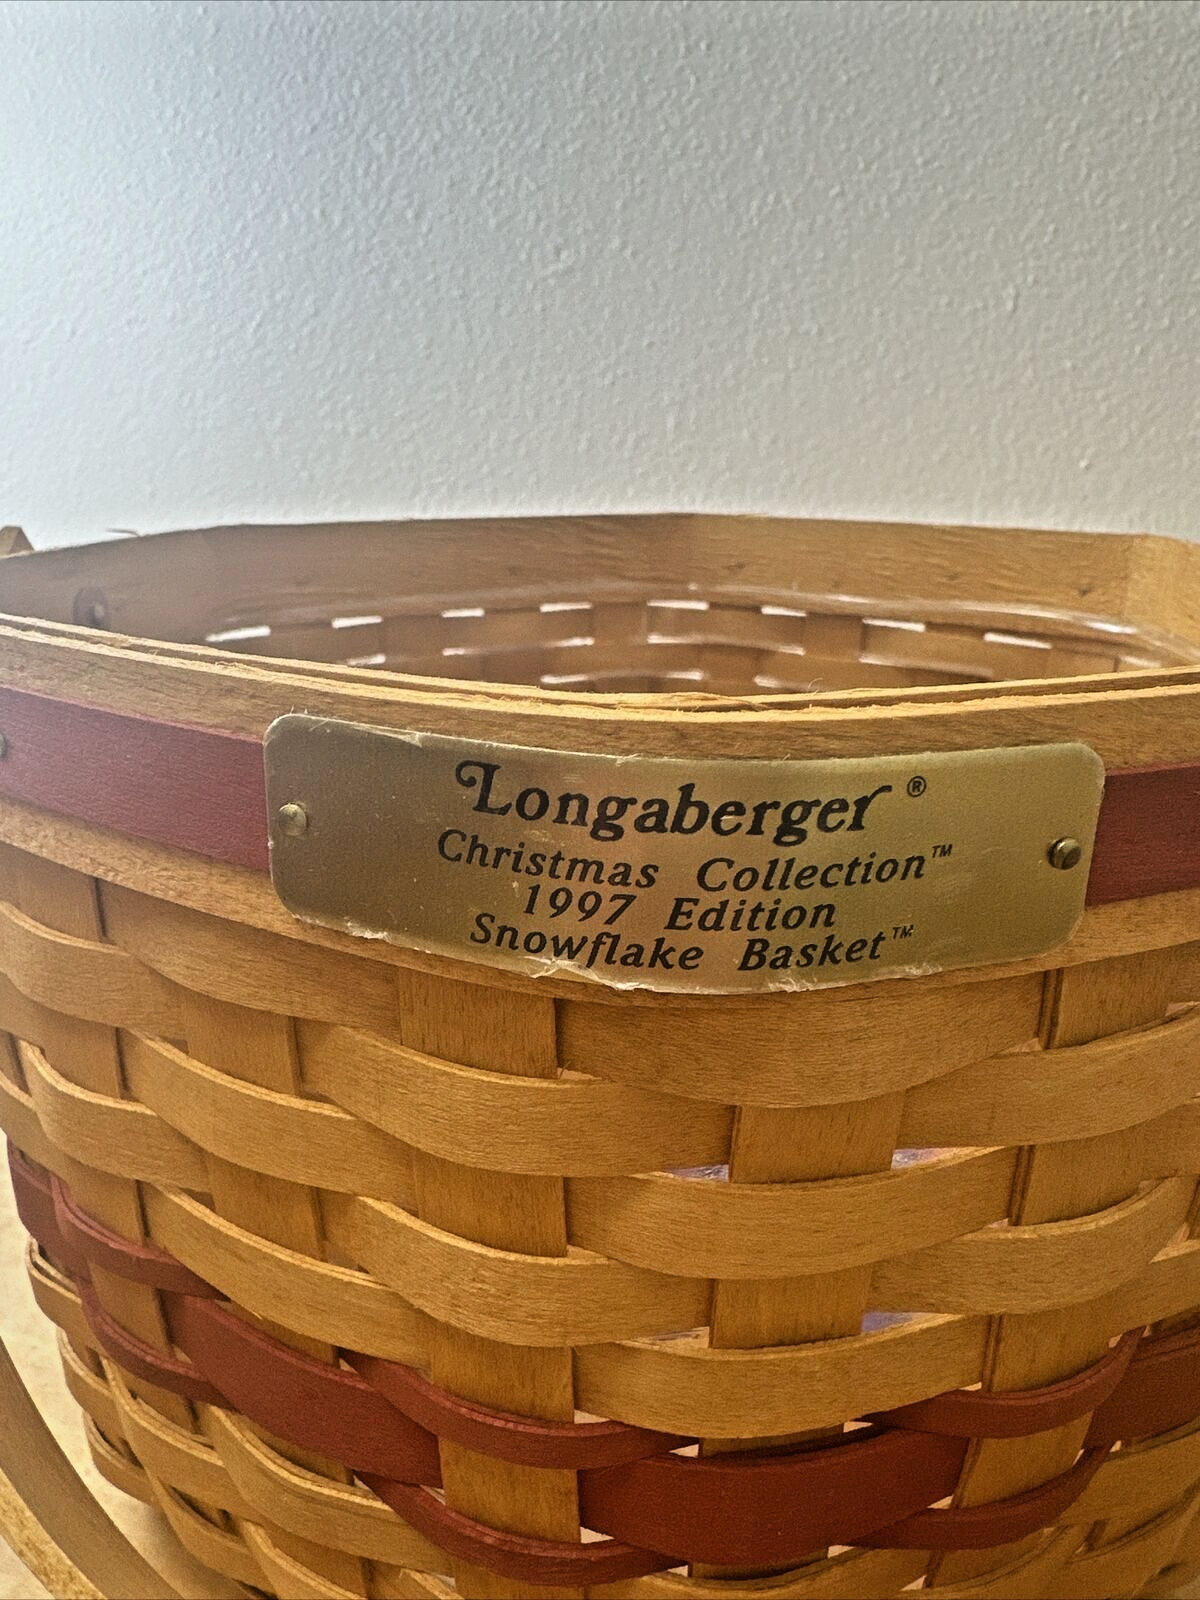 Longaberger®
Christmas Collection™
1997 Edition
Snowflake Basket™